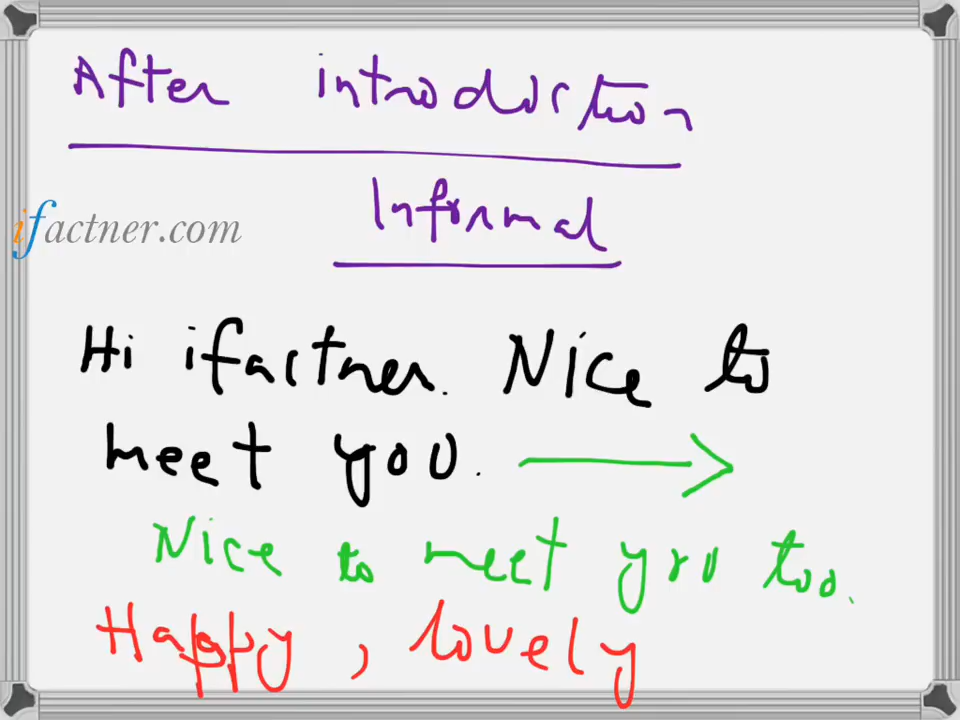 After introduction
Informal
ifactner.com
Hi ifactner. Nice to
meet you.
Nice to meet you too.
Happy, lovely